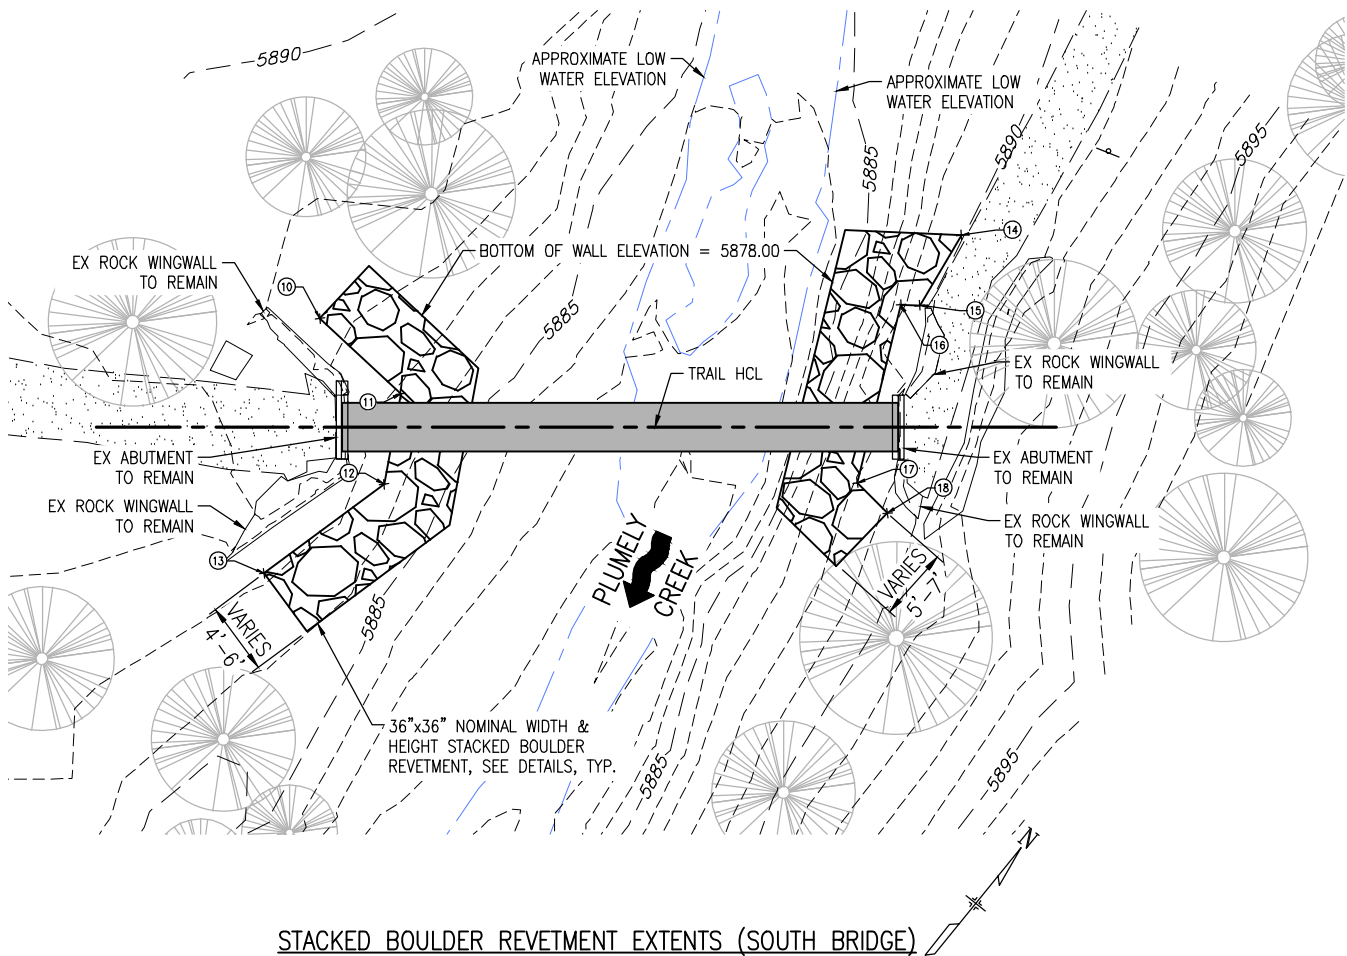 5890
APPROXIMATE LOW
WATER ELEVATION
APPROXIMATE LOW
WATER ELEVATION
5885
5890
5895
EX ROCK WINGWALL
TO REMAIN
BOTTOM OF WALL ELEVATION = 5878.00
14
10
5885
15
16
EX ROCK WINGWALL
TO REMAIN
TRAIL HCL
11
EX ABUTMENT
TO REMAIN
12
17
EX ABUTMENT
TO REMAIN
18
EX ROCK WINGWALL
TO REMAIN
EX ROCK WINGWALL
TO REMAIN
13
PLUMELY
CREEK
VARIES
5'-7'
VARIES
4'-6'
5885
36"x36" NOMINAL WIDTH &
HEIGHT STACKED BOULDER
REVETMENT, SEE DETAILS, TYP.
5885
5895
N
STACKED BOULDER REVETMENT EXTENTS (SOUTH BRIDGE)